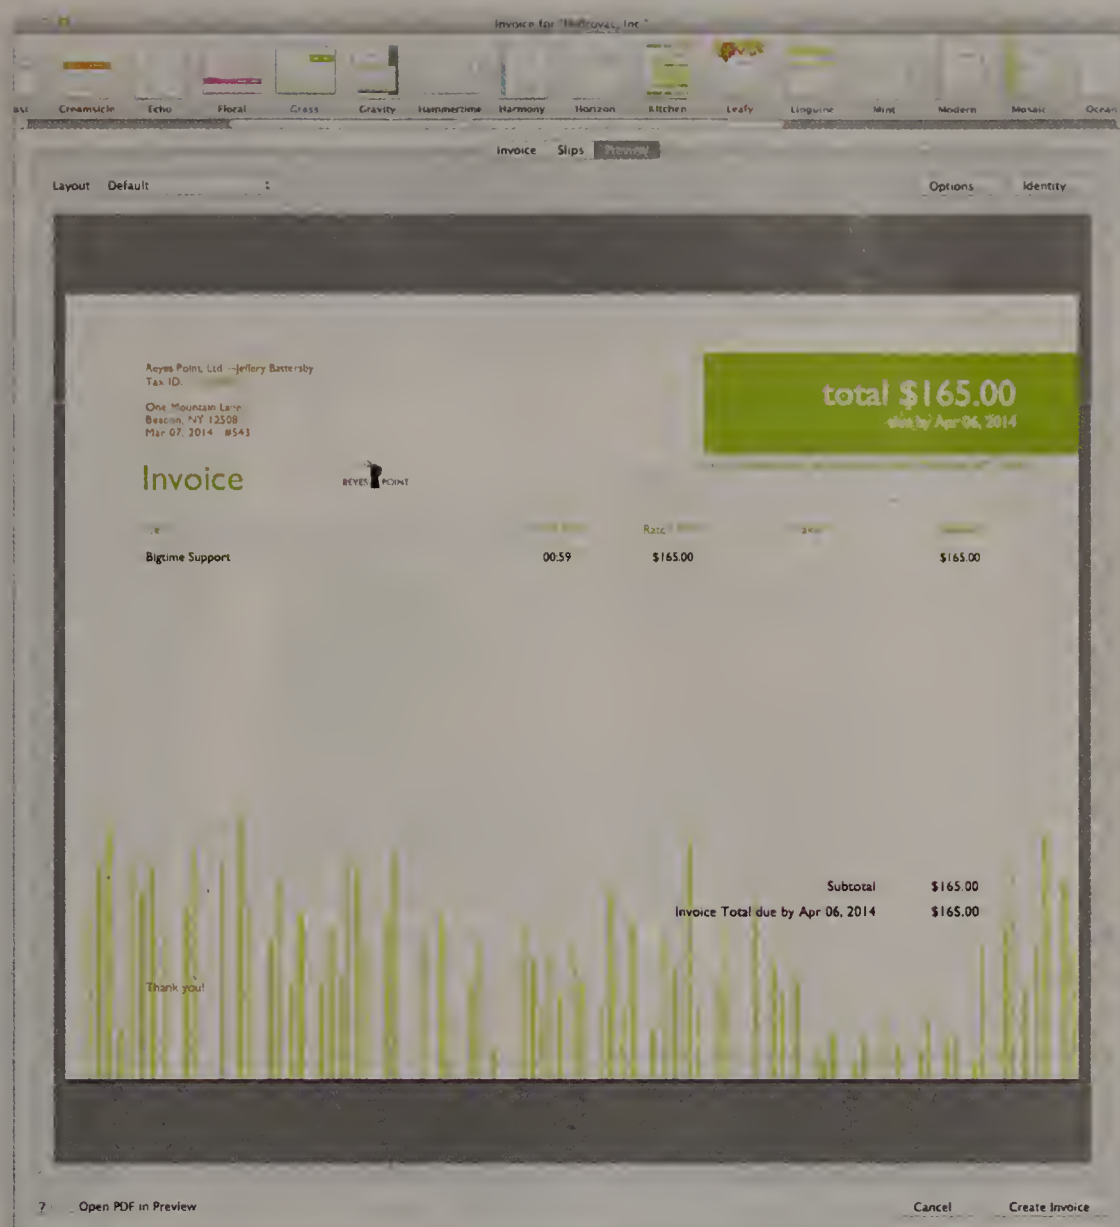 Invoice for
Creamsicle Echo Floral Grass Gravity Hammertime Harmony Horizon Kitchen Leafy Linguine Mint Modern Mosaic Ocean
Invoice Slips Preview
Layout Default Options Identity
Reyes Point, Ltd Jeffery Battersby
Tax ID:
total $165.00
One Mountain Lane
Beacon, NY 12508
due by Apr 06, 2014
Mar 07, 2014 #543
Invoice
REYES POINT
Rate
Bigtime Support 00:59 $165.00 $165.00
Subtotal $165.00
Invoice Total due by Apr 06, 2014 $165.00
Thank you!
? Open PDF in Preview Cancel Create Invoice